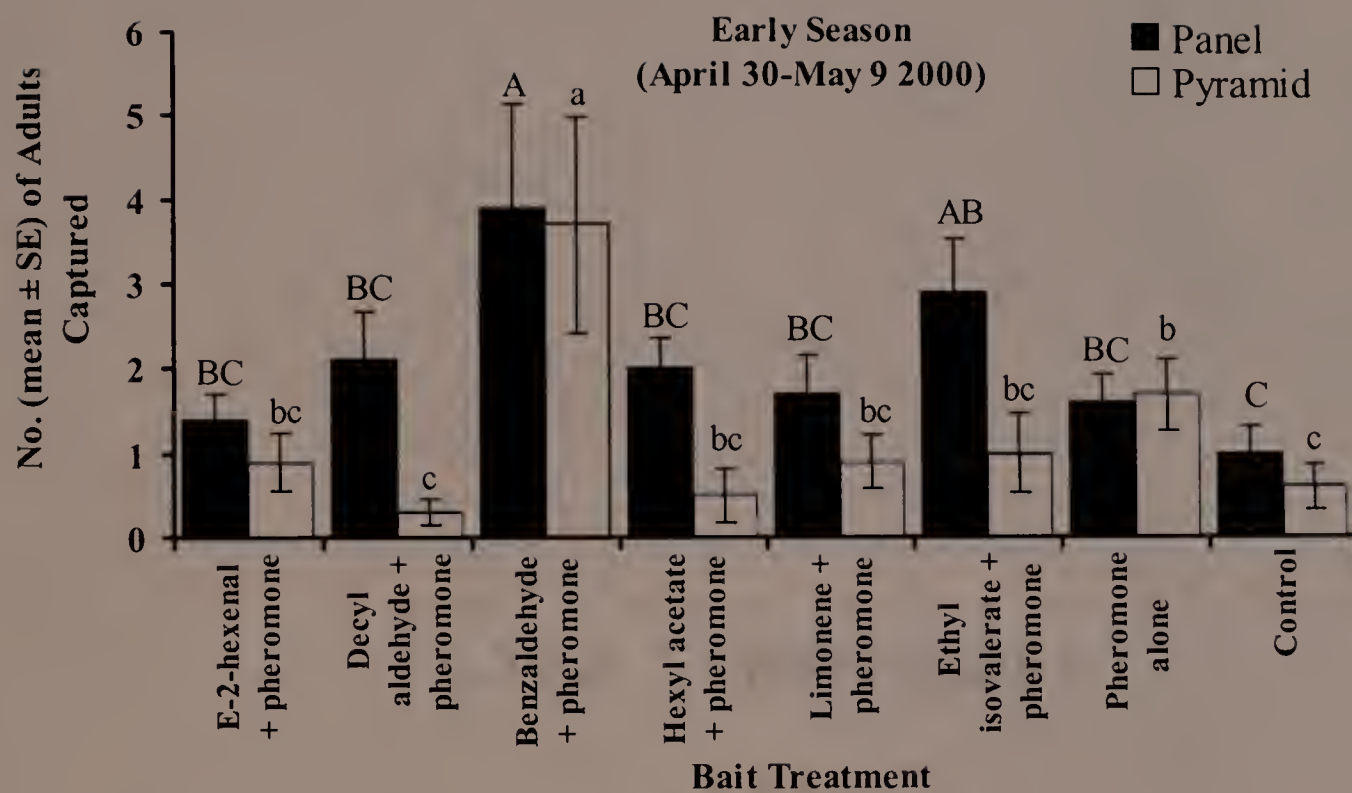 Early Season
(April 30-May 9 2000)
Panel
Pyramid
No. (mean ± SE) of Adults
Captured
6
5
4
3
2
1
0
BC
bc
BC
c
A
a
BC
bc
BC
bc
AB
bc
BC
b
C
c
E-2-hexenal
+ pheromone
Decyl
aldehyde +
pheromone
Benzaldehyde
+ pheromone
Hexyl acetate
+ pheromone
Limonene +
pheromone
Ethyl
isovalerate +
pheromone
Pheromone
alone
Control
Bait Treatment